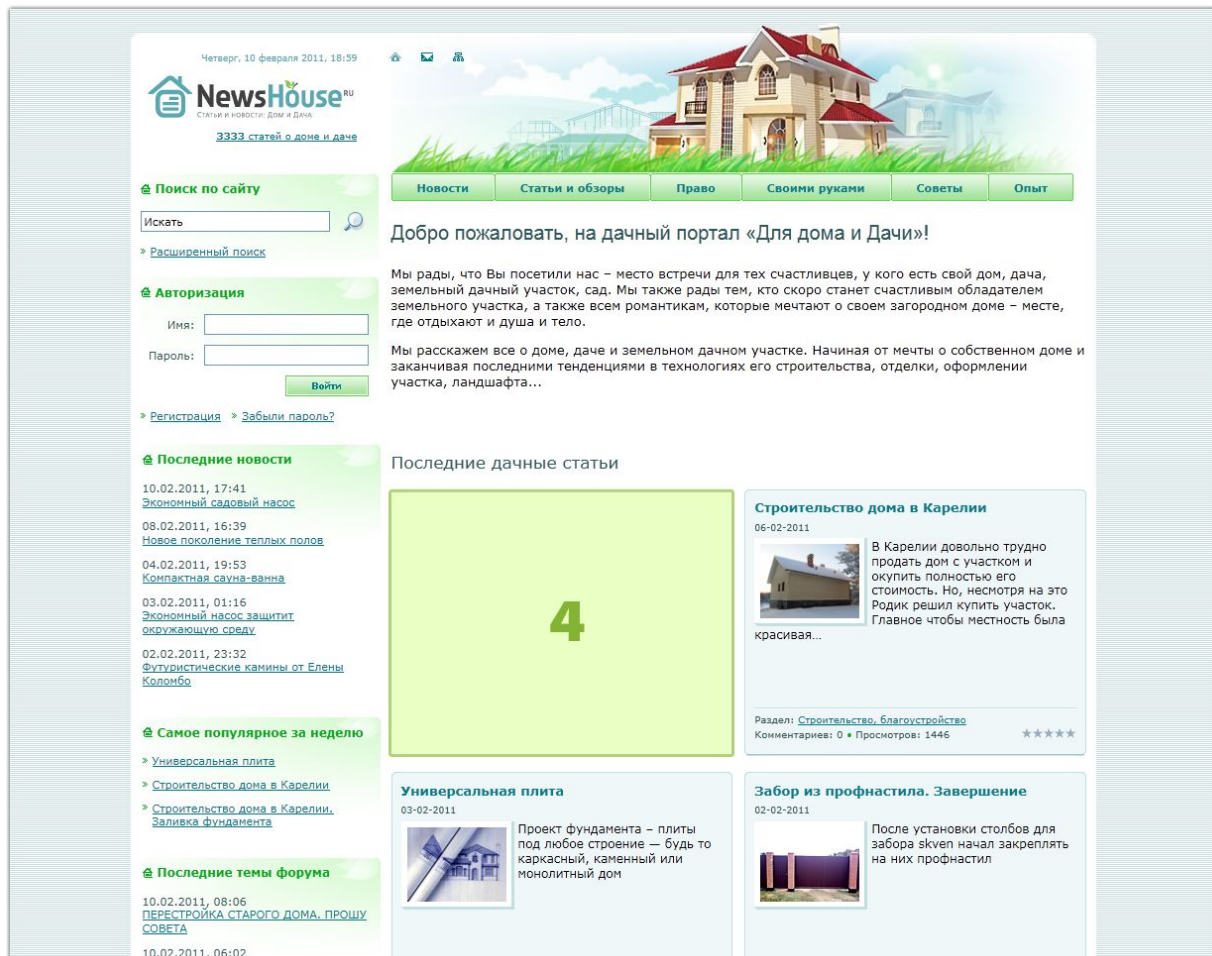 Четверг, 10 февраля 2011, 18:59
NewsHouse RU
Статьи и новости: Дом и Дача
3333 статей о доме и даче
Поиск по сайту
Искать
» Расширенный поиск
Авторизация
Имя:
Пароль:
Войти
» Регистрация » Забыли пароль?
Последние новости
10.02.2011, 17:41
Экономный садовый насос
08.02.2011, 16:39
Новое поколение теплых полов
04.02.2011, 19:53
Компактная сауна-ванна
03.02.2011, 01:16
Экономный насос защитит
окружающую среду
02.02.2011, 23:32
Футуристические камины от Елены
Коломбо
Самое популярное за неделю
» Универсальная плита
» Строительство дома в Карелии
» Строительство дома в Карелии.
Заливка фундамента
Последние темы форума
10.02.2011, 08:06
ПЕРЕСТРОЙКА СТАРОГО ДОМА. ПРОШУ
СОВЕТА
10.02.2011, 06:02
Новости Статьи и обзоры Право Своими руками Советы Опыт
Добро пожаловать, на дачный портал «Для дома и Дачи»!
Мы рады, что Вы посетили нас – место встречи для тех счастливцев, у кого есть свой дом, дача,
земельный дачный участок, сад. Мы также рады тем, кто скоро станет счастливым обладателем
земельного участка, а также всем романтикам, которые мечтают о своем загородном доме – месте,
где отдыхают и душа и тело.
Мы расскажем все о доме, даче и земельном дачном участке. Начиная от мечты о собственном доме и
заканчивая последними тенденциями в технологиях его строительства, отделки, оформлении
участка, ландшафта...
Последние дачные статьи
4
Строительство дома в Карелии
06-02-2011
В Карелии довольно трудно
продать дом с участком и
окупить полностью его
стоимость. Но, несмотря на это
Родик решил купить участок.
Главное чтобы местность была
красивая...
Раздел: Строительство, благоустройство
Комментариев: 0 • Просмотров: 1446
Универсальная плита
03-02-2011
Проект фундамента – плиты
под любое строение — будь то
каркасный, каменный или
монолитный дом
Забор из профнастила. Завершение
02-02-2011
После установки столбов для
забора skven начал закреплять
на них профнастил